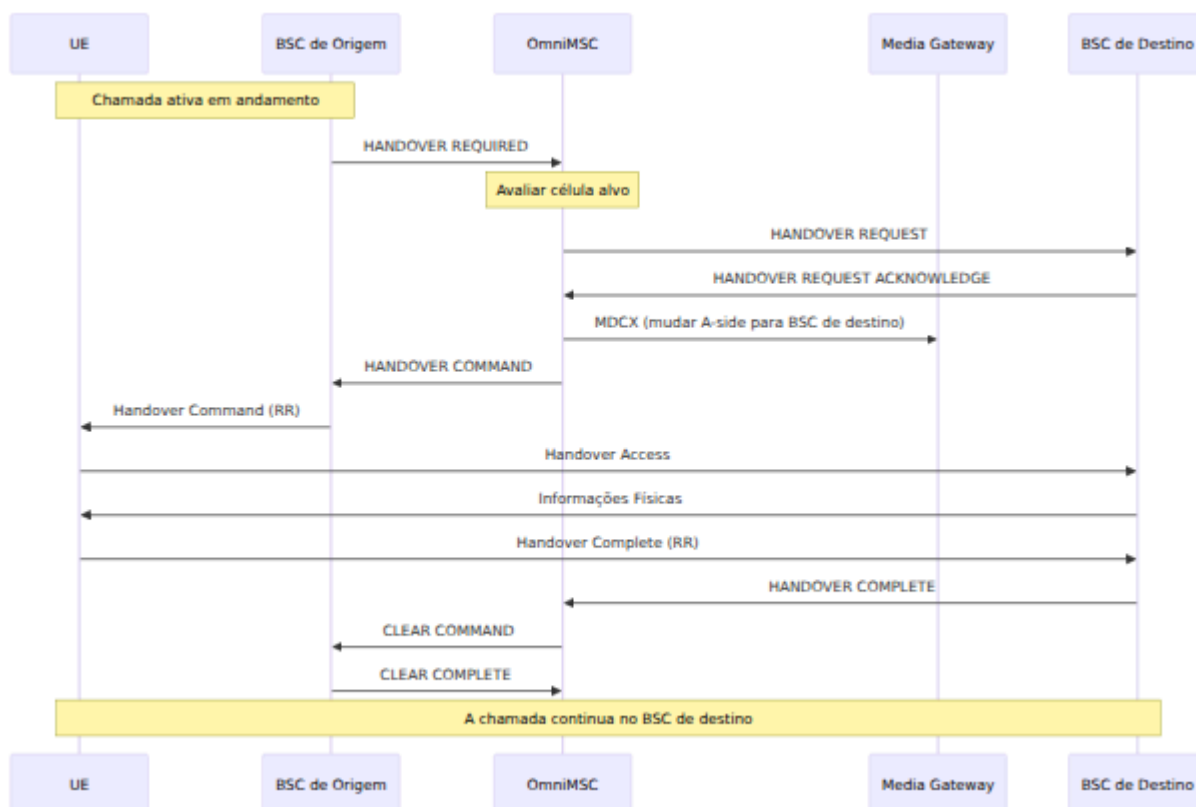 UE
BSC de Origem
OmniMSC
Media Gateway
BSC de Destino
Chamada ativa em andamento
HANDOVER REQUIRED
Avaliar célula alvo
HANDOVER REQUEST
HANDOVER REQUEST ACKNOWLEDGE
MDCX (mudar A-side para BSC de destino)
HANDOVER COMMAND
Handover Command (RR)
Handover Access
Informações Físicas
Handover Complete (RR)
HANDOVER COMPLETE
CLEAR COMMAND
CLEAR COMPLETE
A chamada continua no BSC de destino
UE
BSC de Origem
OmniMSC
Media Gateway
BSC de Destino